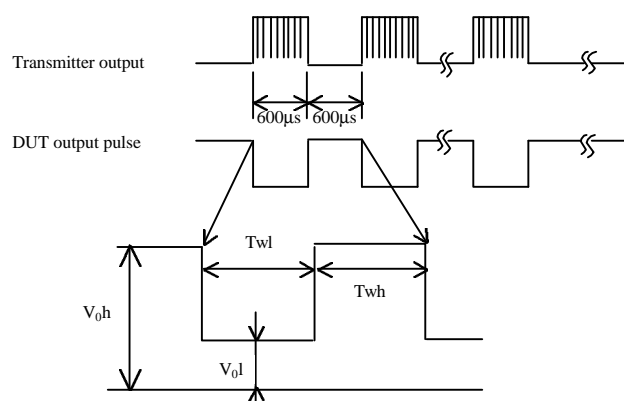 Transmitter output
600μs 600μs
DUT output pulse
Twl
Twh
V₀h
V₀l